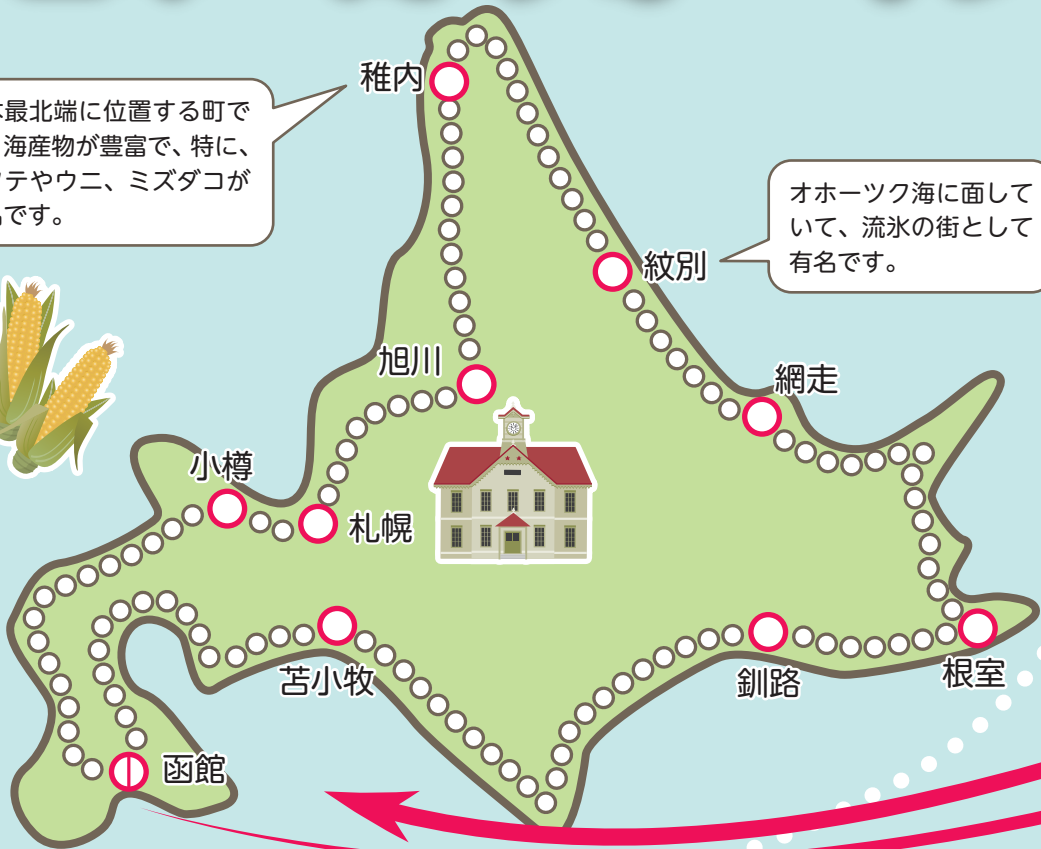 稚内
最北端に位置する町で
海産物が豊富で、特に、
テやウニ、ミズダコが
です。
オホーツク海に面して
いて、流氷の街として
有名です。
紋別
旭川
網走
小樽
札幌
苫小牧
釧路
根室
函館